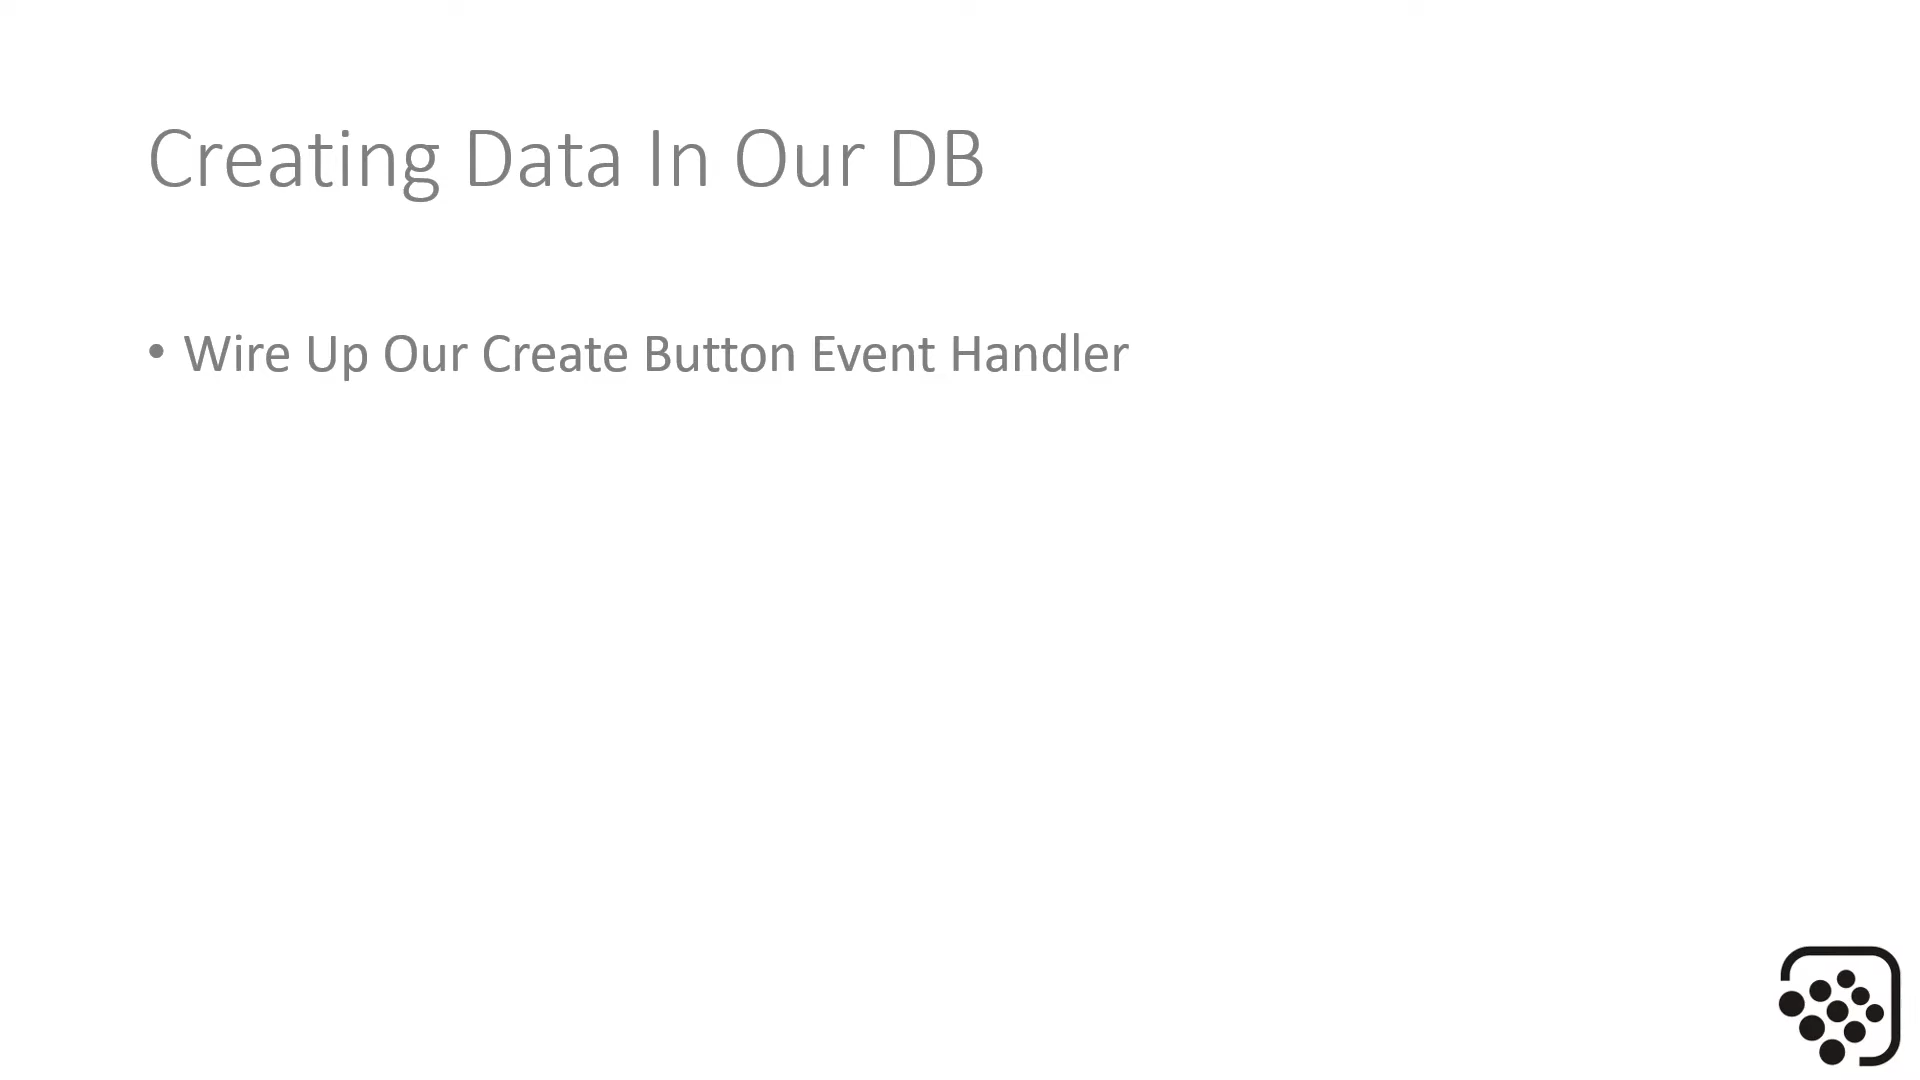 Creating Data In Our DB
• Wire Up Our Create Button Event Handler